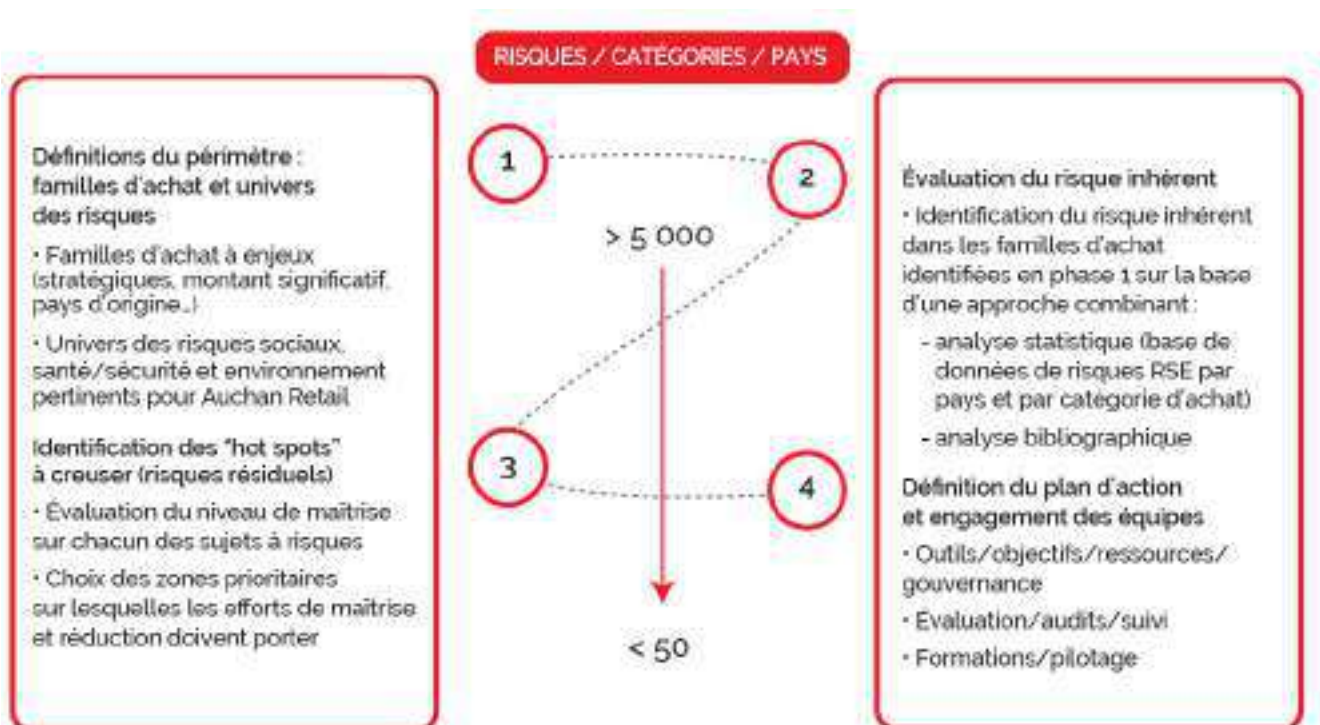 RISQUES / CATÉGORIES / PAYS
Définitions du périmètre :
familles d'achat et univers
des risques
• Familles d'achat à enjeux
(stratégiques, montant significatif,
pays d'origine…)
• Univers des risques sociaux,
santé/sécurité et environnement
pertinents pour Auchan Retail
Identification des "hot spots"
à creuser (risques résiduels)
• Évaluation du niveau de maîtrise
sur chacun des sujets à risques
• Choix des zones prioritaires
sur lesquelles les efforts de maîtrise
et réduction doivent porter
1
2
> 5 000
3
4
< 50
Évaluation du risque inhérent
• Identification du risque inhérent
dans les familles d'achat
identifiées en phase 1 sur la base
d'une approche combinant :
- analyse statistique (base de
données de risques RSE par
pays et par catégorie d'achat)
- analyse bibliographique
Définition du plan d'action
et engagement des équipes
• Outils/objectifs/ressources/
gouvernance
• Évaluation/audits/suivi
• Formations/pilotage